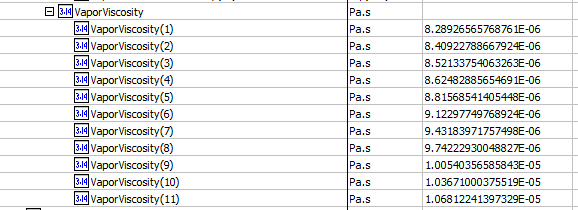 VaporViscosity Pa.s
VaporViscosity(1) Pa.s 8.28926565768761E-06
VaporViscosity(2) Pa.s 8.40922788667924E-06
VaporViscosity(3) Pa.s 8.52133754063263E-06
VaporViscosity(4) Pa.s 8.62482885654691E-06
VaporViscosity(5) Pa.s 8.81568541405448E-06
VaporViscosity(6) Pa.s 9.12297749768924E-06
VaporViscosity(7) Pa.s 9.43183971757498E-06
VaporViscosity(8) Pa.s 9.74222930048827E-06
VaporViscosity(9) Pa.s 1.00540356585843E-05
VaporViscosity(10) Pa.s 1.03671000375519E-05
VaporViscosity(11) Pa.s 1.06812241397329E-05